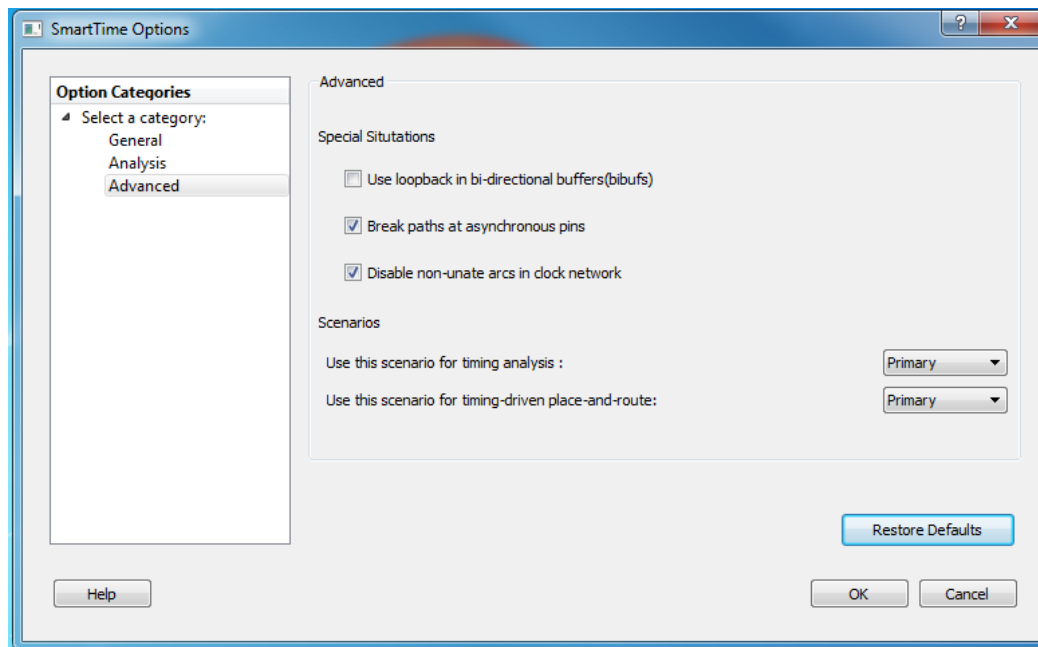 SmartTime Options
?
X
Option Categories
Select a category:
General
Analysis
Advanced
Advanced
Special Situtations
Use loopback in bi-directional buffers(bibufs)
Break paths at asynchronous pins
Disable non-unate arcs in clock network
Scenarios
Use this scenario for timing analysis : Primary
Use this scenario for timing-driven place-and-route: Primary
Restore Defaults
Help OK Cancel